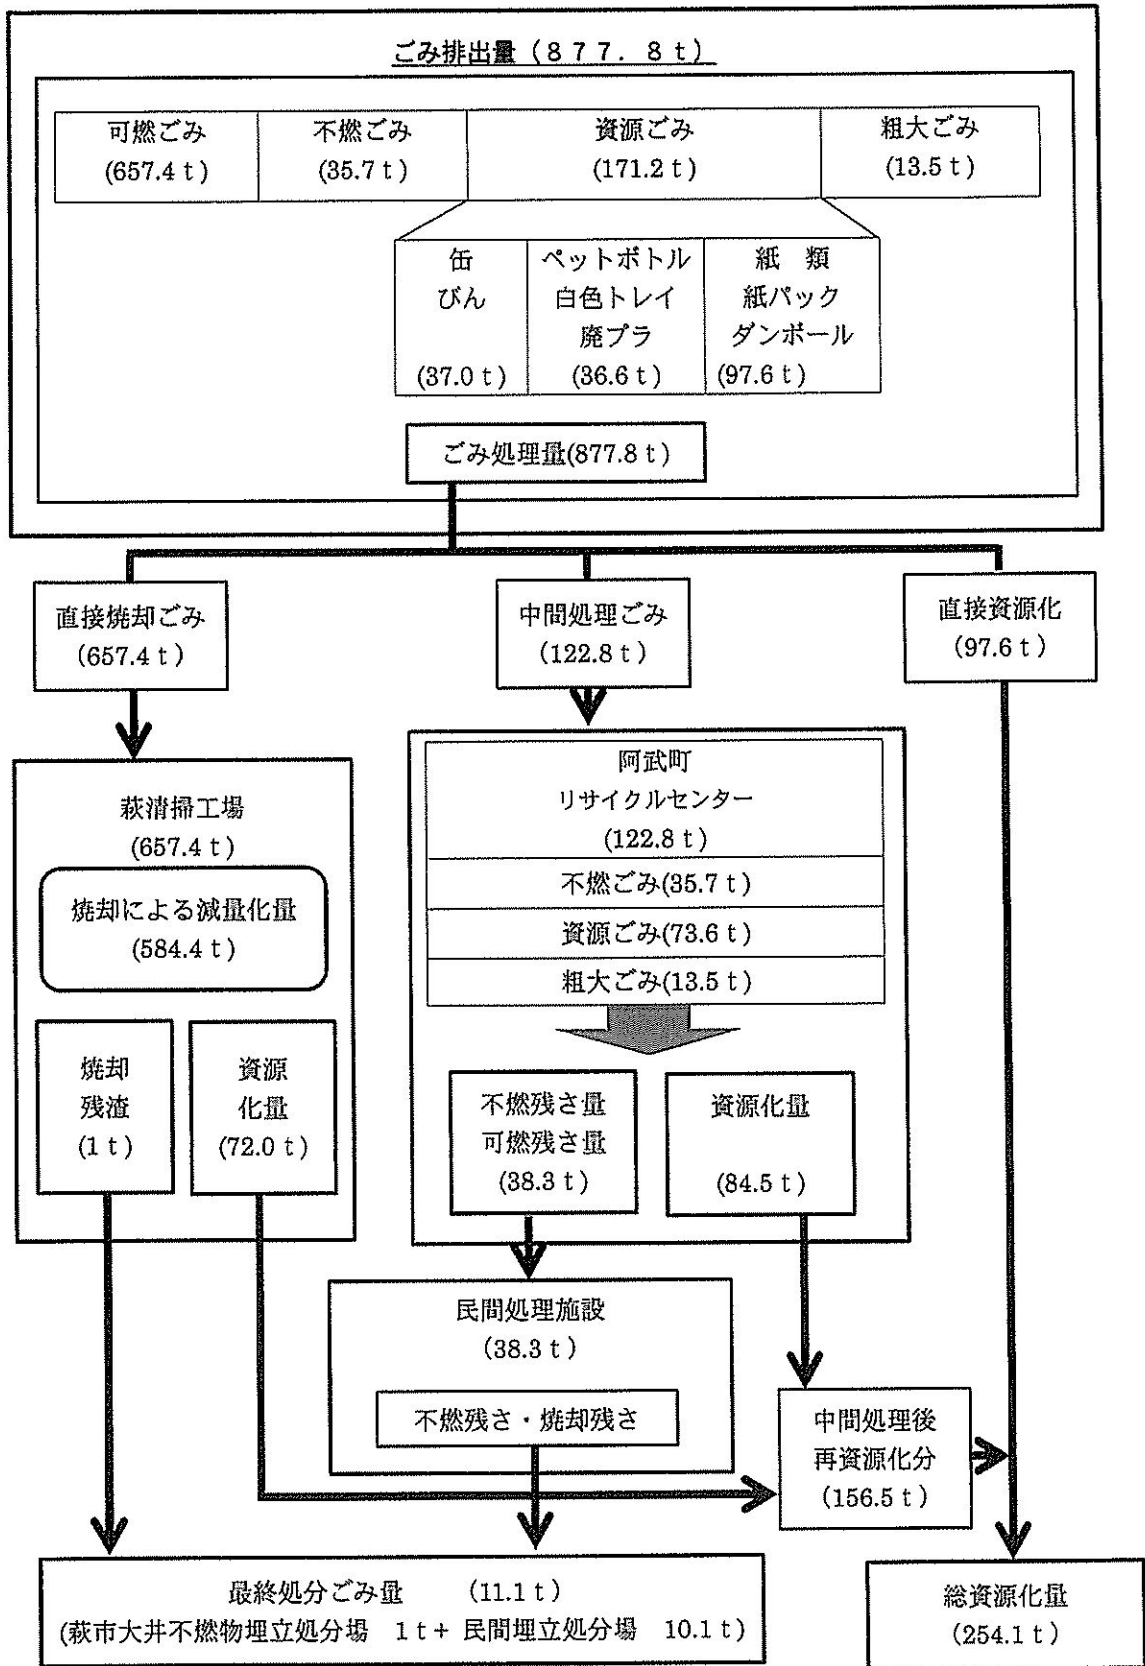 ごみ排出量（８７７．８ｔ）
可燃ごみ
(657.4ｔ)
不燃ごみ
(35.7ｔ)
資源ごみ
(171.2ｔ)
粗大ごみ
(13.5ｔ)
缶
びん
(37.0ｔ)
ペットボトル
白色トレイ
廃プラ
(36.6ｔ)
紙　類
紙パック
ダンボール
(97.6ｔ)
ごみ処理量(877.8ｔ)
直接焼却ごみ
（657.4ｔ）
中間処理ごみ
（122.8ｔ）
直接資源化
（97.6ｔ）
萩清掃工場
(657.4ｔ)
焼却による減量化量
(584.4ｔ)
焼却
残渣
(1ｔ)
資源
化量
(72.0ｔ)
阿武町
リサイクルセンター
(122.8ｔ)
不燃ごみ(35.7ｔ)
資源ごみ(73.6ｔ)
粗大ごみ(13.5ｔ)
不燃残さ量
可燃残さ量
(38.3ｔ)
資源化量
(84.5ｔ)
民間処理施設
（38.3ｔ）
不燃残さ・焼却残さ
中間処理後
再資源化分
(156.5ｔ)
最終処分ごみ量　　(11.1ｔ)
(萩市大井不燃物埋立処分場　1ｔ+ 民間埋立処分場　10.1ｔ)
総資源化量
（254.1ｔ）